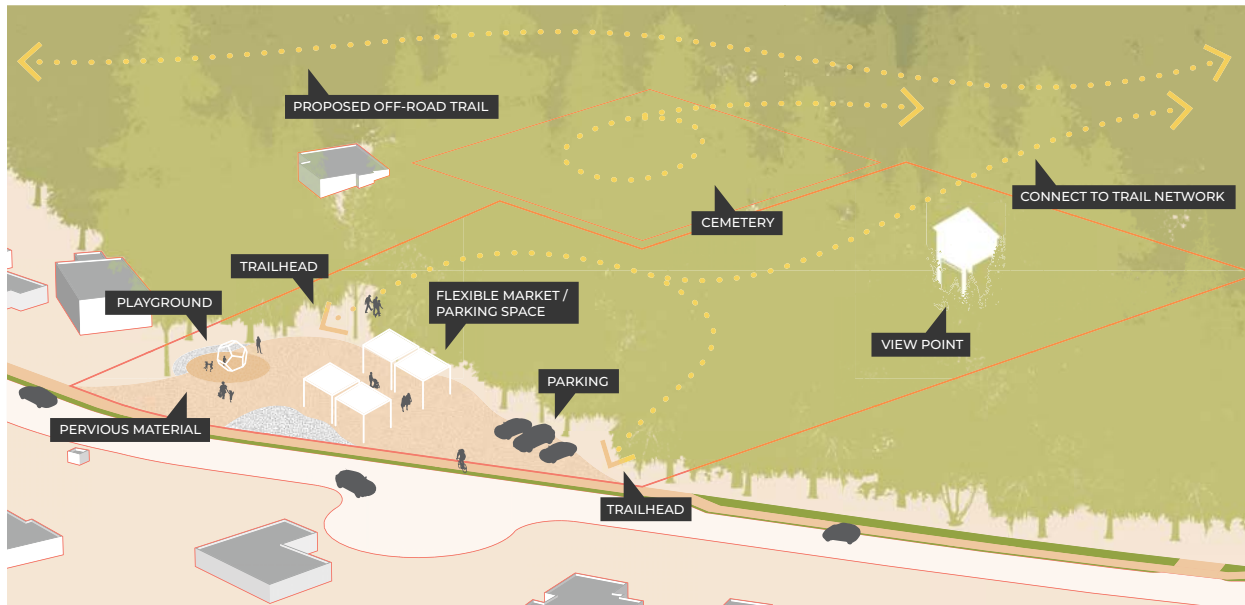 PROPOSED OFF-ROAD TRAIL
CONNECT TO TRAIL NETWORK
CEMETERY
TRAILHEAD
PLAYGROUND
FLEXIBLE MARKET /
PARKING SPACE
VIEW POINT
PARKING
PERVIOUS MATERIAL
TRAILHEAD